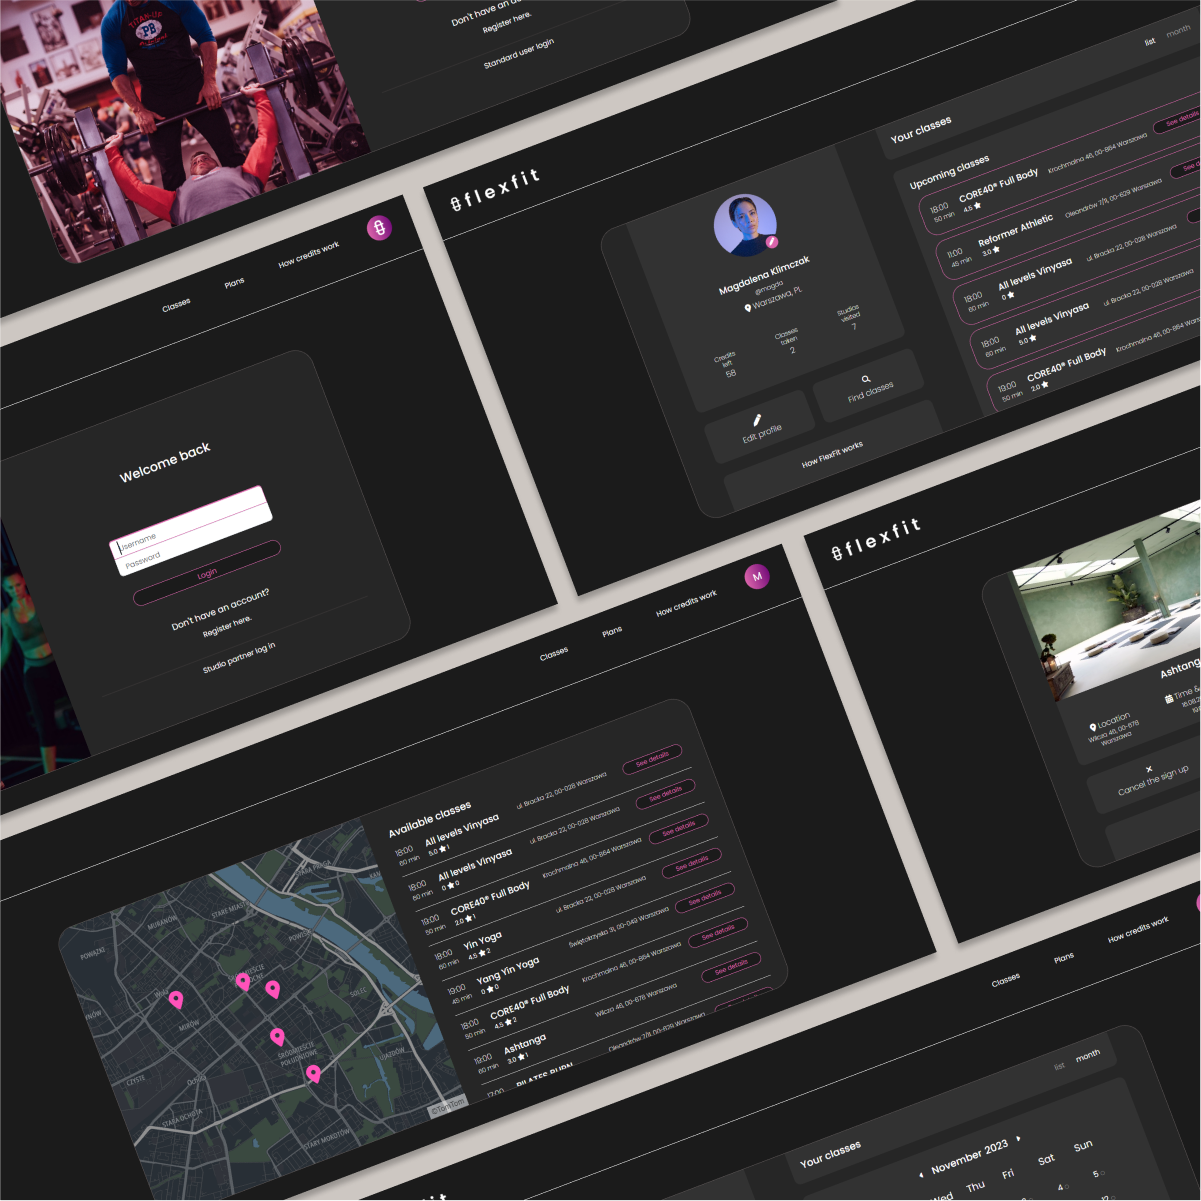 TITAN-UP
PB
Don't have an
Register here.
Standard user login
Classes
Plans
How credits work
Welcome back
Username
Password
Login
Don't have an account?
Register here.
Studio partner log in
flexfit
Magdalena Klimczak
@magda
Warszawa, PL
Credits
left
58
Classes
taken
2
Studios
visited
7
Edit profile
Find classes
How FlexFit works
list
month
Your classes
Upcoming classes
18:00
50 min
CORE40® Full Body
4.5
Krochmalna 46, 00-864 Warszawa
See details
11:00
45 min
Reformer Athletic
3.0
Oleandrów 7/11, 00-629 Warszawa
See
18:00
60 min
All levels Vinyasa
0
ul. Bracka 22, 00-028 Warszawa
18:00
60 min
All levels Vinyasa
5.0
ul. Bracka 22, 00-028 Warszawa
19:00
50 min
CORE40® Full Body
2.0
Krochmalna 46, 00-864
Classes
Plans
How credits work
M
POWĄZKI
MURANÓW
STARE MIASTO
STARA PRAGA
POWIŚLE
MIRÓW
SOLEC
ŚRÓDMIEŚCIE
POŁUDNIOWE
UJAZDÓW
CZYSTE
Ochota
STARA OCHOTA
STARY MOKOTÓW
©TomTom
Available classes
18:00
60 min
All levels Vinyasa
5.0 1
ul. Bracka 22, 00-028 Warszawa
See details
18:00
60 min
All levels Vinyasa
0 0
ul. Bracka 22, 00-028 Warszawa
See details
19:00
50 min
CORE40® Full Body
2.0 1
Krochmalna 46, 00-864 Warszawa
See details
18:00
60 min
Yin Yoga
4.5 2
ul. Bracka 22, 00-028 Warszawa
See details
19:00
45 min
Yang Yin Yoga
0 0
Świętokrzyska 31, 00-049 Warszawa
See details
18:00
50 min
CORE40® Full Body
4.5 2
Krochmalna 46, 00-864 Warszawa
See details
19:00
60 min
Ashtanga
3.0 1
Wilcza 46, 00-678 Warszawa
See details
17:00
PILATES BURN
Oleandrów 7/11, 00-629 Warszawa
flexfit
Ashtang
Location
Wilcza 46, 00-678
Warszawa
Time &
Cancel the sign up
Classes
Plans
How credits work
list
month
Your classes
November 2023
Wed
Thu
Fri
Sat
Sun
4
5